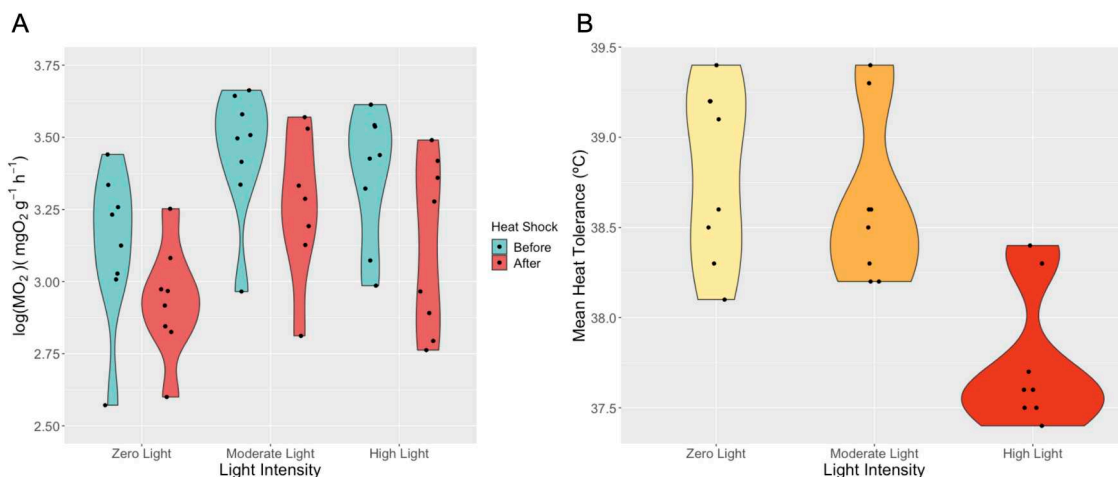 A
3.75
3.50
3.25
3.00
2.75
2.50
log(MO2 )( mgO2 g−1 h−1)
Zero Light
Moderate Light
High Light
Light Intensity
Heat Shock
Before
After
B
39.5
39.0
38.5
38.0
37.5
Mean Heat Tolerance (ºC)
Zero Light
Moderate Light
High Light
Light Intensity